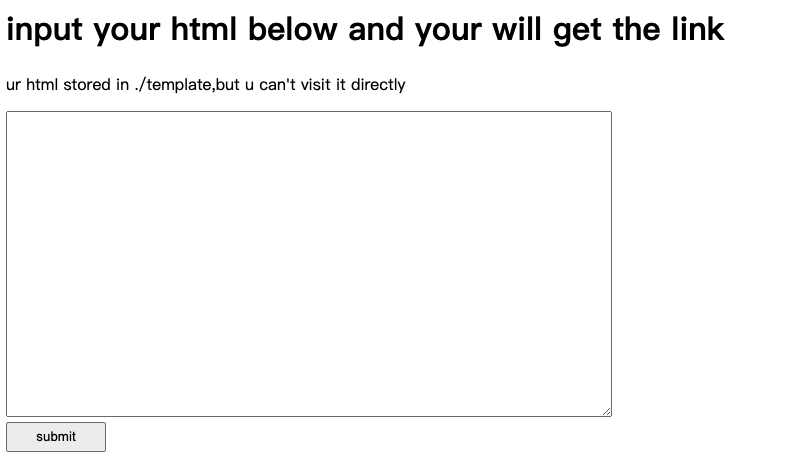 input your html below and your will get the link
ur html stored in ./template,but u can't visit it directly
submit